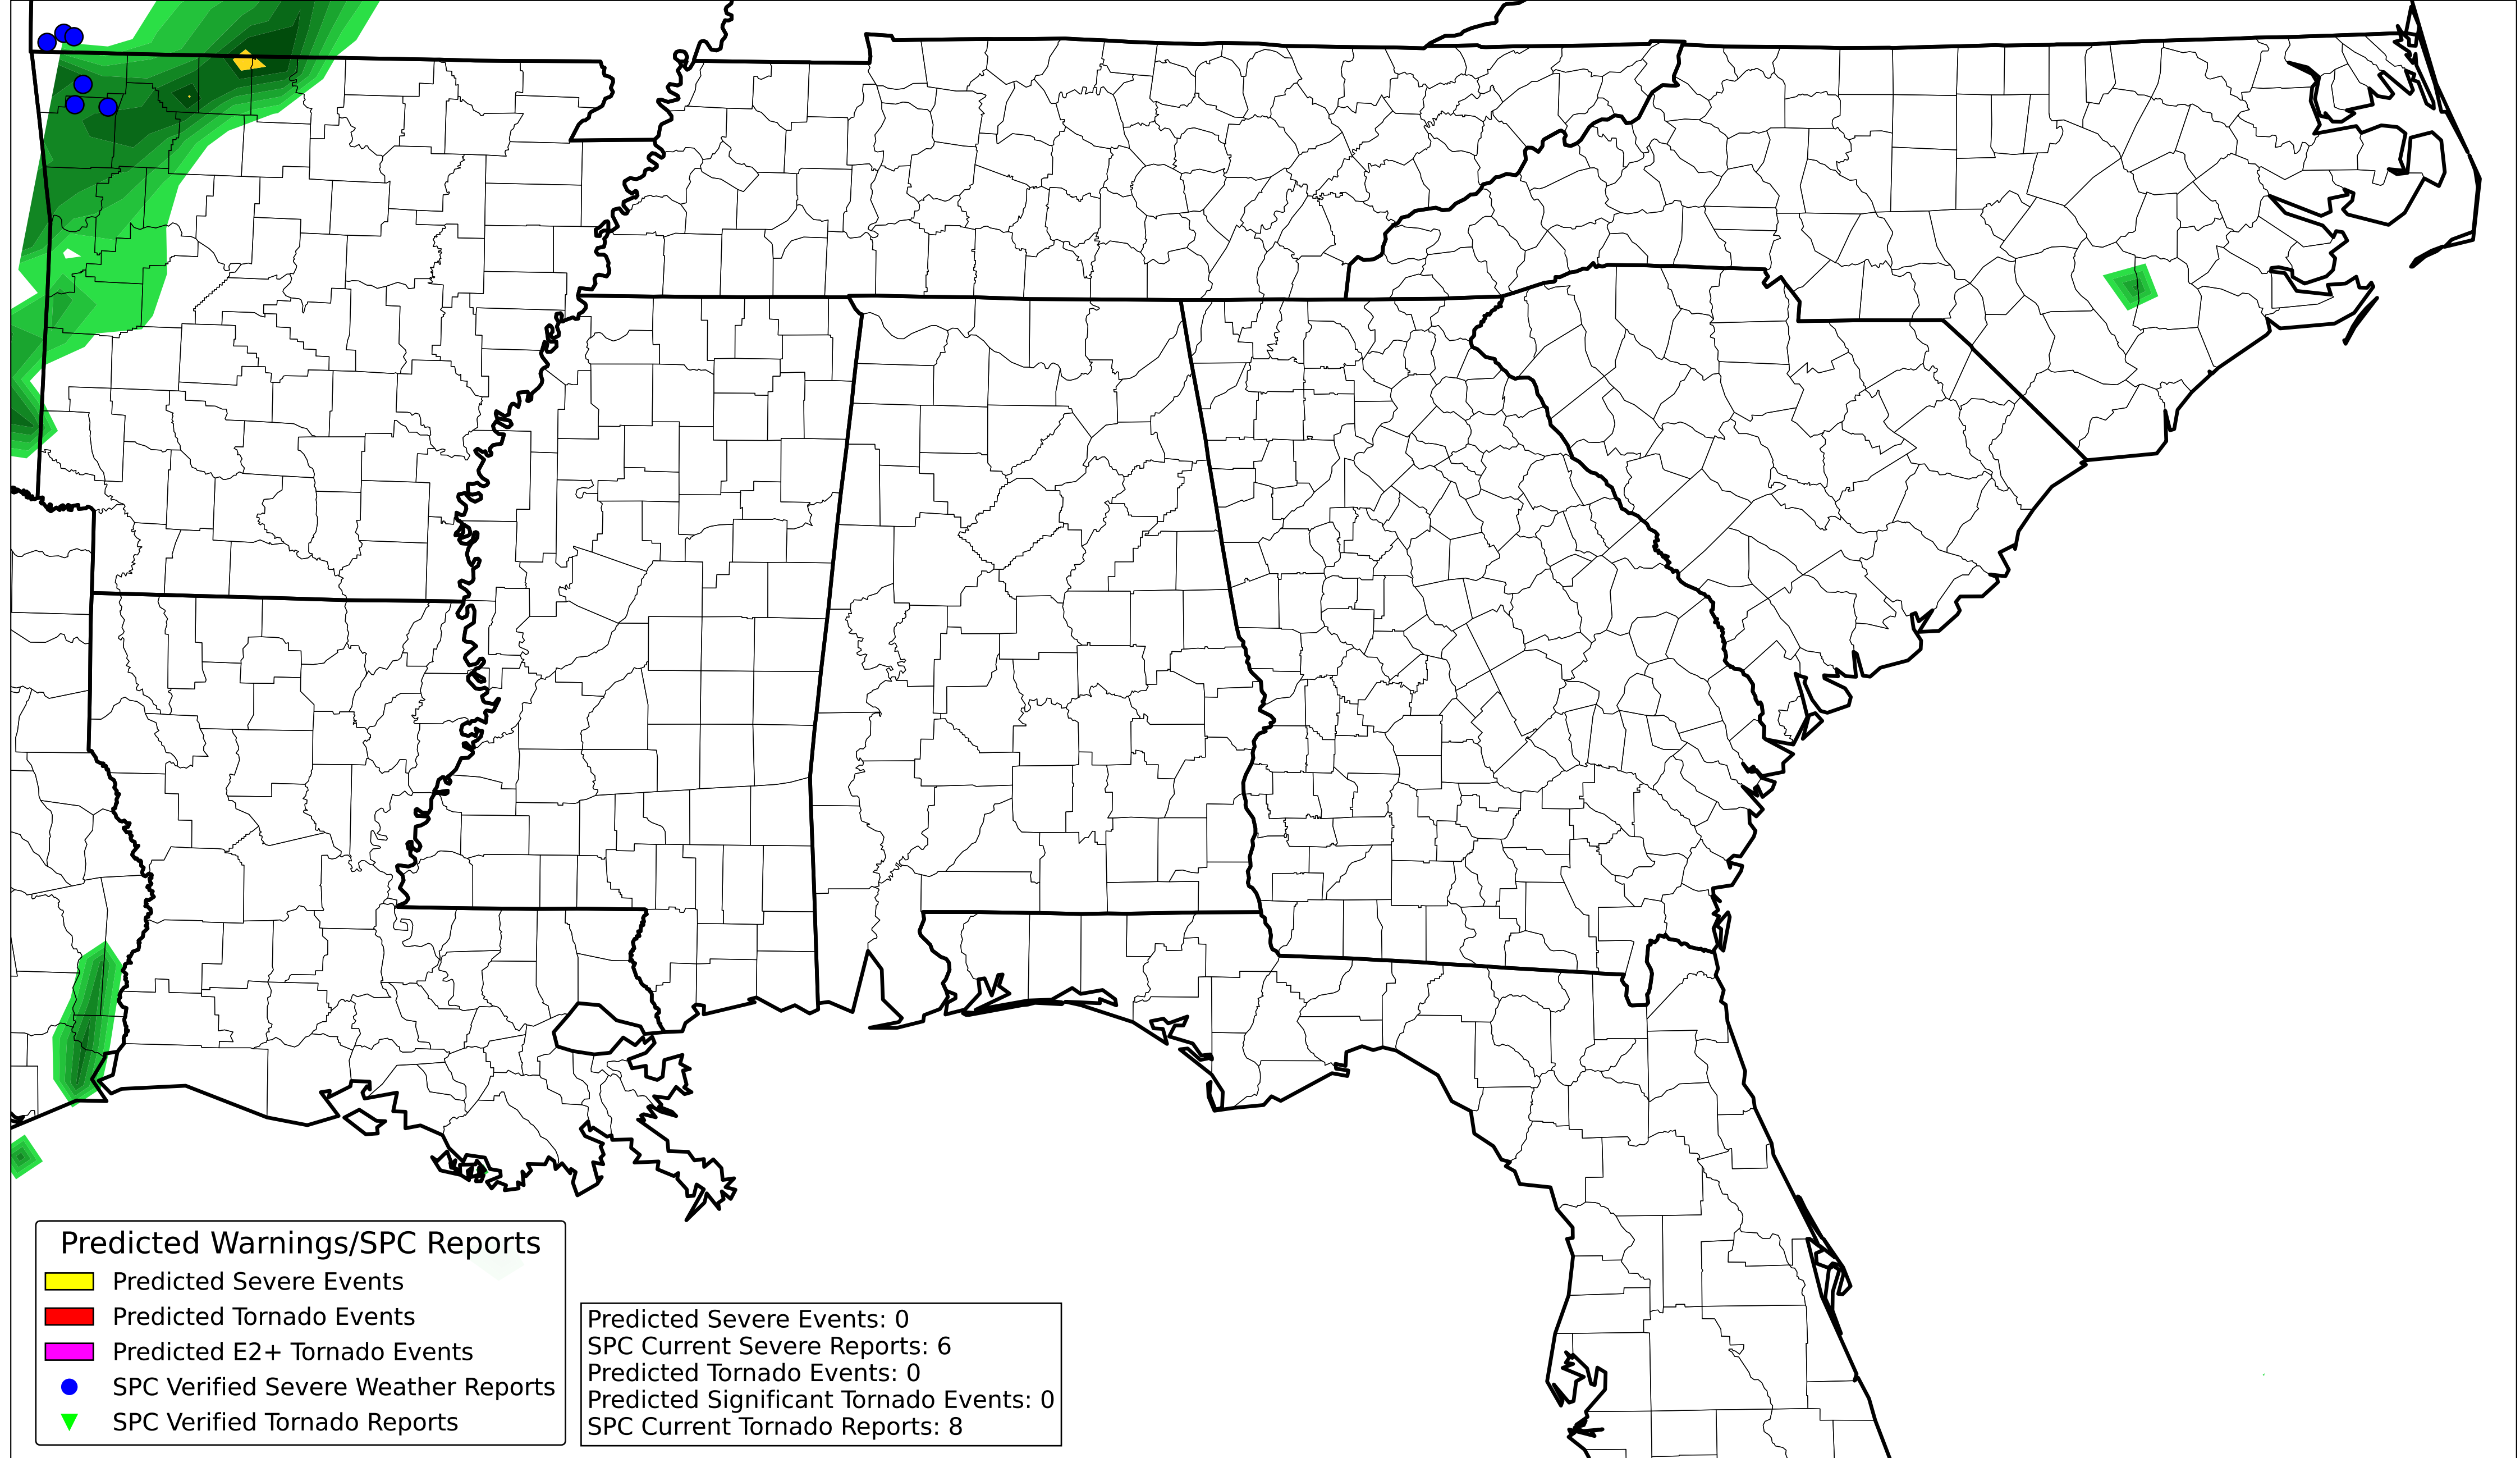 Predicted Warnings/SPC Reports
Predicted Severe Events
Predicted Tornado Events
Predicted E2+ Tornado Events
SPC Verified Severe Weather Reports
SPC Verified Tornado Reports
Predicted Severe Events: 0
SPC Current Severe Reports: 6
Predicted Tornado Events: 0
Predicted Significant Tornado Events: 0
SPC Current Tornado Reports: 8